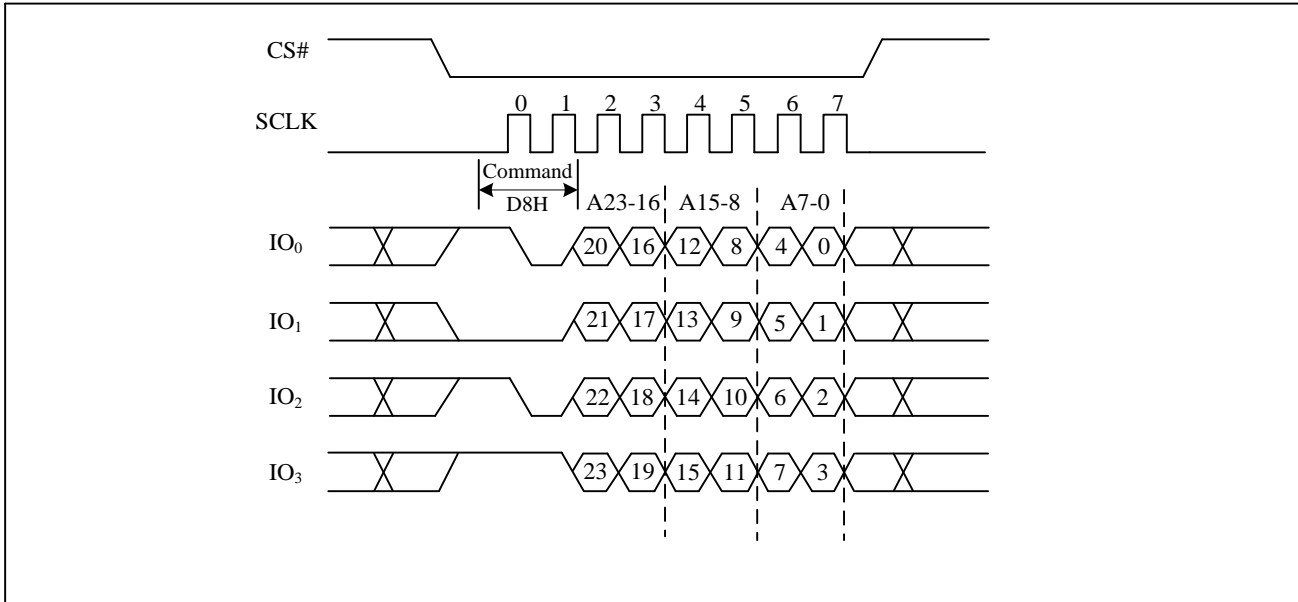 CS#
0 1 2 3 4 5 6 7
SCLK
Command
D8H A23-16 A15-8 A7-0
IO0 20 16 12 8 4 0
IO1 21 17 13 9 5 1
IO2 22 18 14 10 6 2
IO3 23 19 15 11 7 3